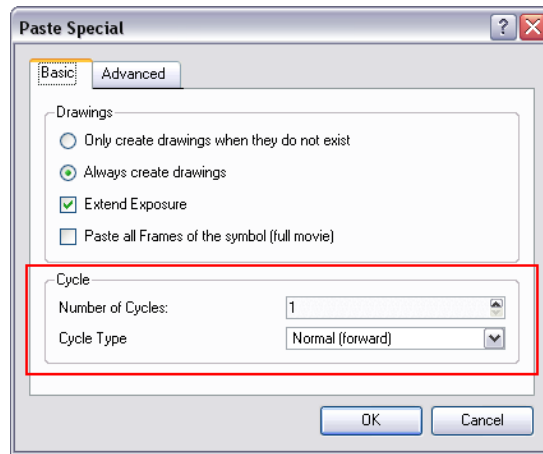 Paste Special
Basic Advanced
Drawings
Only create drawings when they do not exist
Always create drawings
Extend Exposure
Paste all Frames of the symbol (full movie)
Cycle
Number of Cycles: 1
Cycle Type Normal (forward)
OK Cancel